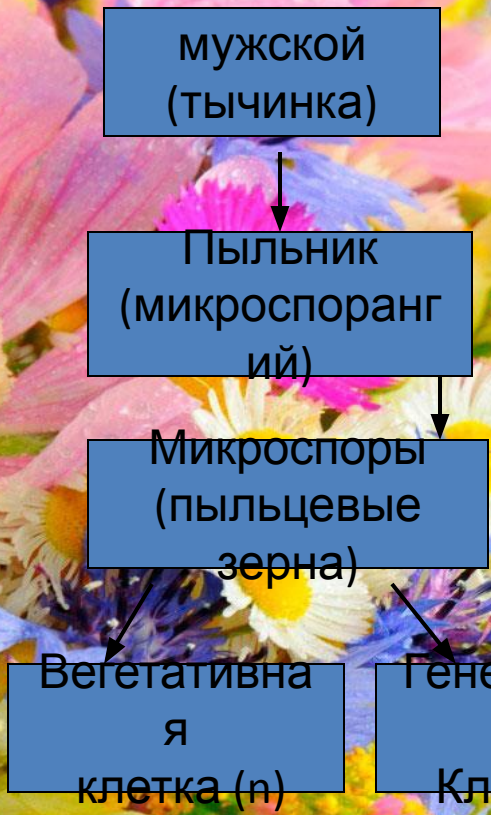 мужской
(тычинка)
Пыльник
(микроспоранг
ий)
Микроспоры
(пыльцевые
зерна)
Вегетативна
я
клетка (n)